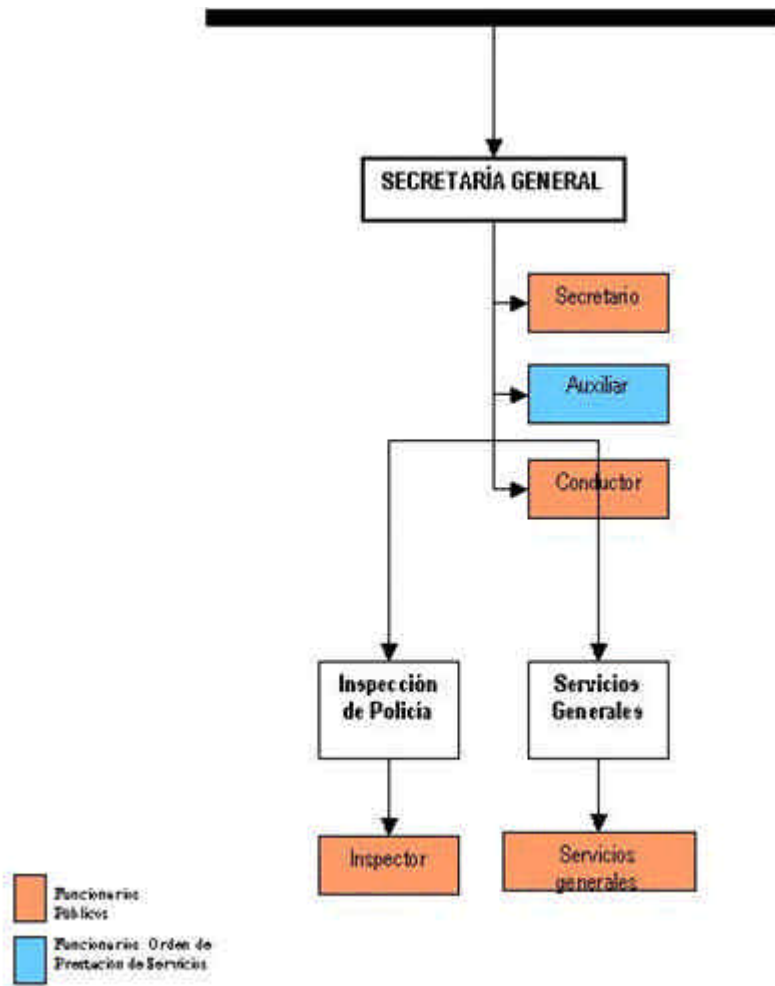 SECRETARÍA GENERAL
Secretario
Auxiliar
Conductor
Inspección
de Policía
Servicios
Generales
Inspector
Servicios
generales
Funcionarios
Públicos
Funcionarios Orden de
Prestación de Servicios